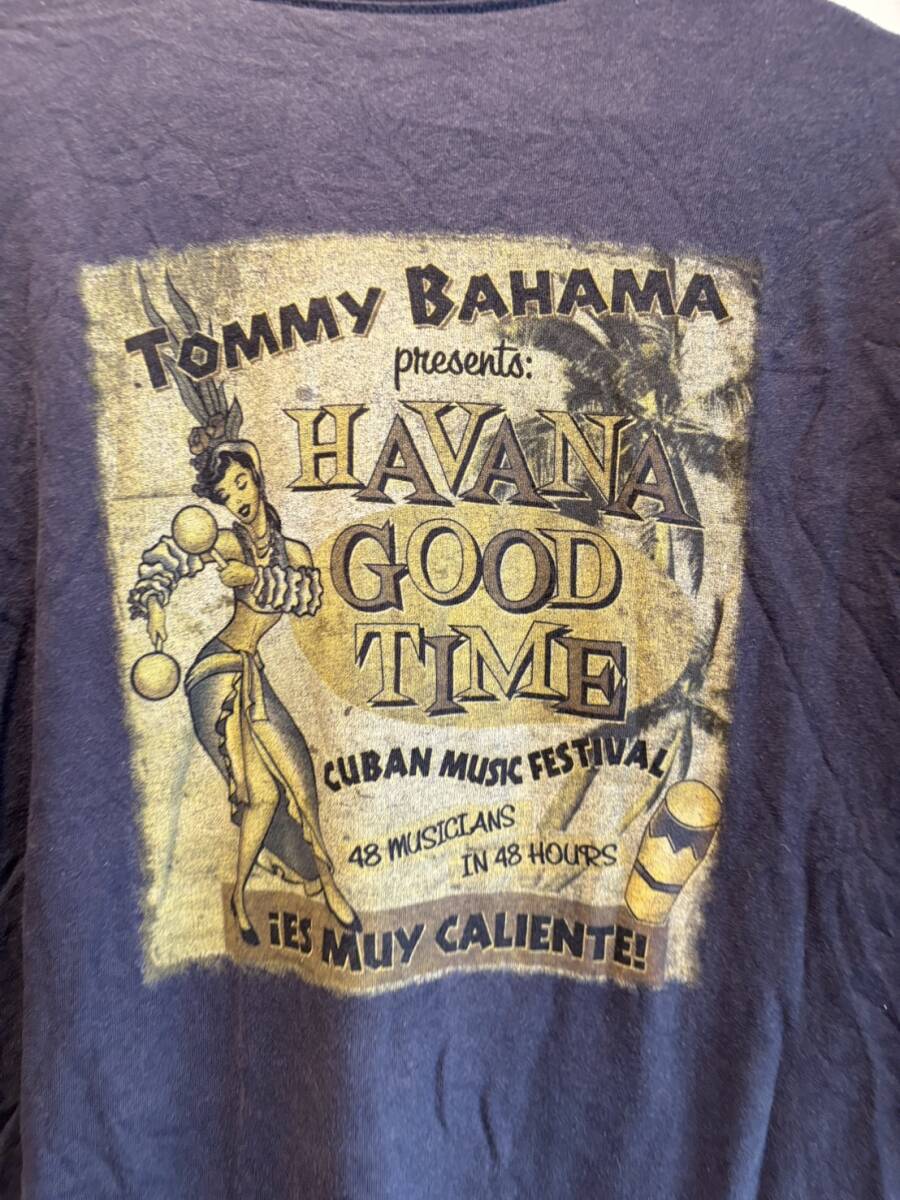 TOMMY BAHAMA
presents:
HAVANA
GOOD
TIME
CUBAN MUSIC FESTIVAL
48 MUSICIANS
IN 48 HOURS
¡ES MUY CALIENTE!